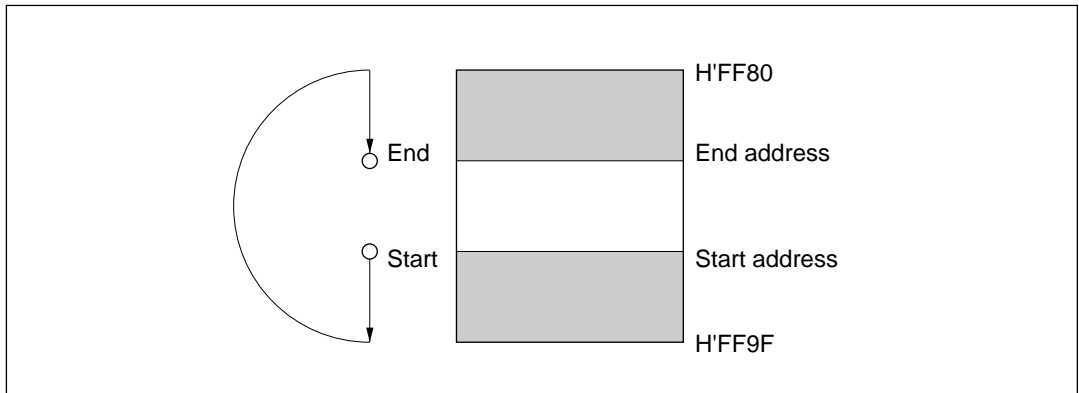 H'FF80
End
End address
Start
Start address
H'FF9F